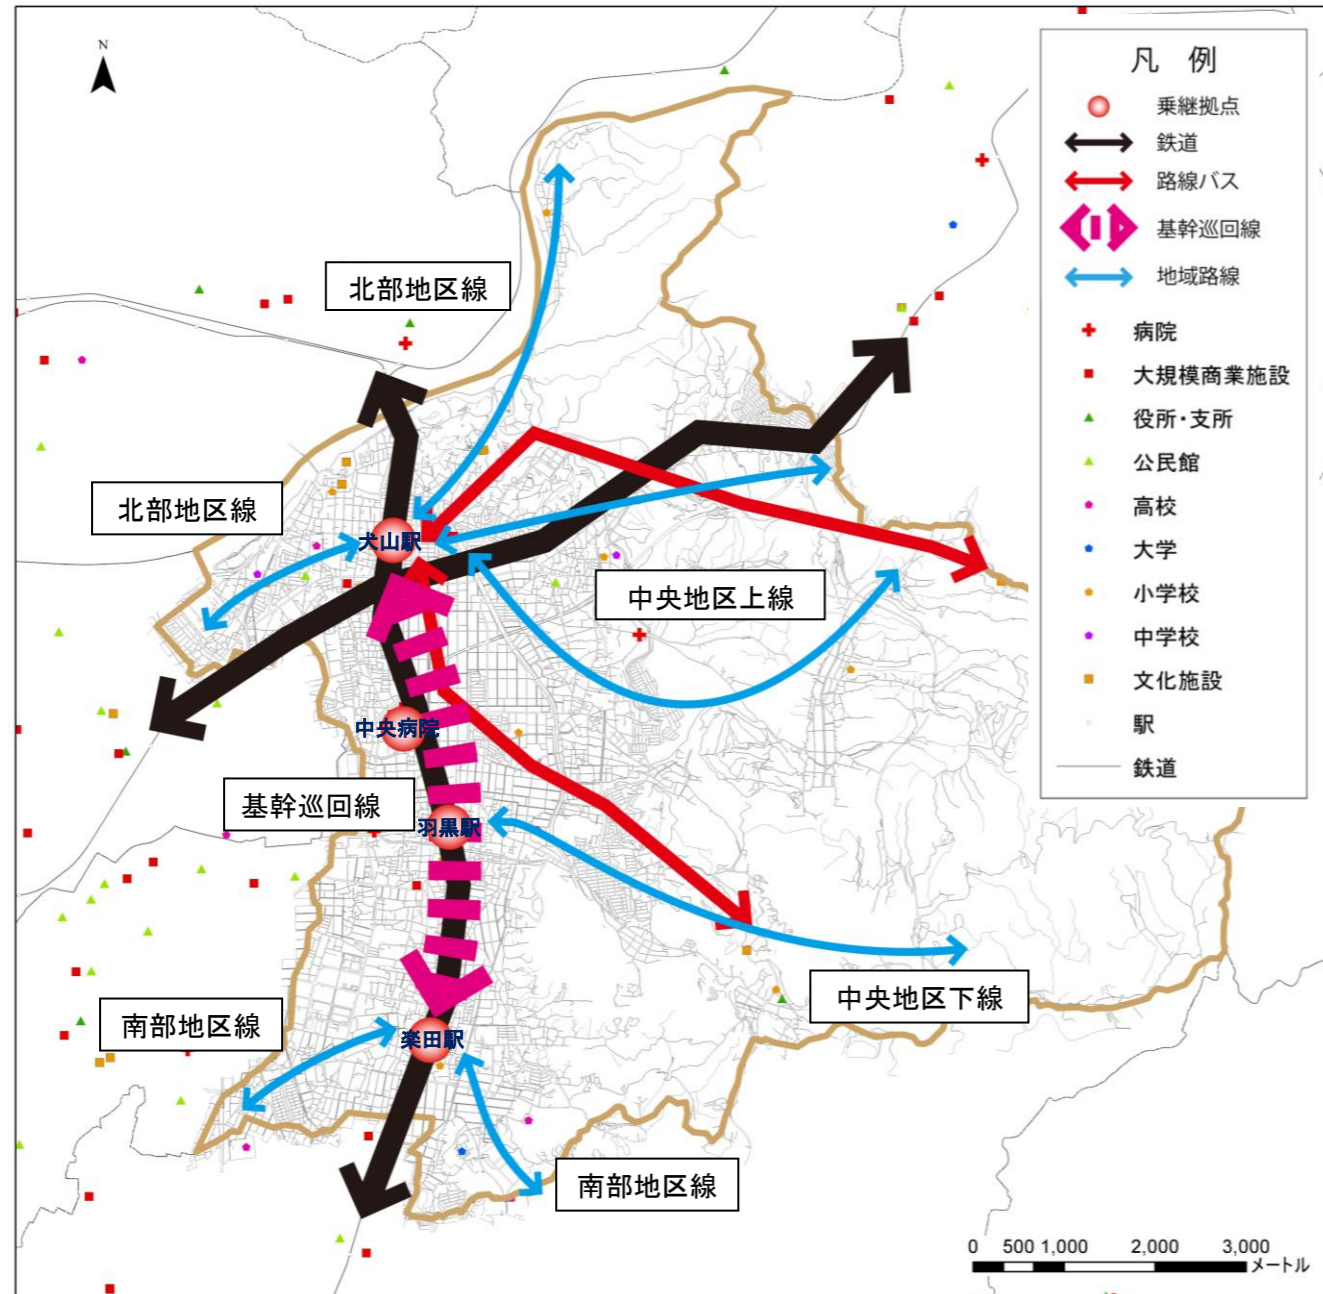 N
凡 例
乗継拠点
鉄道
路線バス
基幹巡回線
地域路線
病院
大規模商業施設
役所・支所
公民館
高校
大学
小学校
中学校
文化施設
駅
鉄道
北部地区線
北部地区線
犬山駅
中央地区上線
中央病院
基幹巡回線
羽黒駅
中央地区下線
南部地区線
楽田駅
南部地区線
0 500 1,000 2,000 3,000
メートル